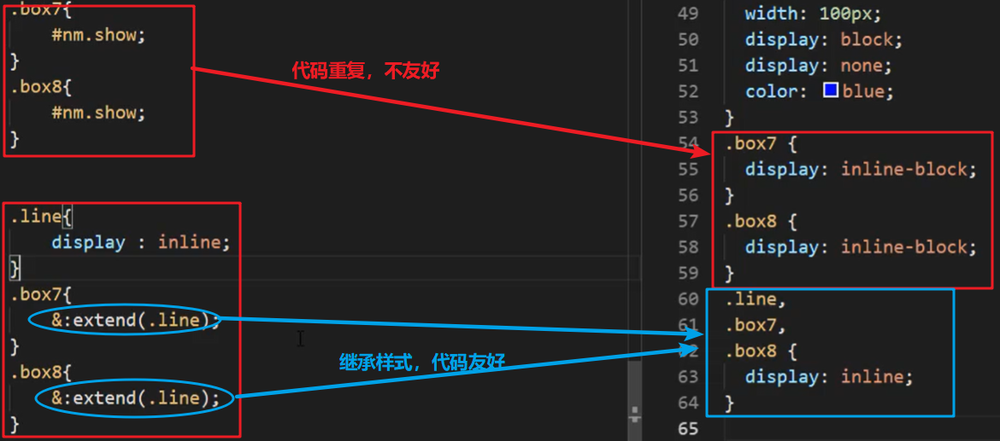 .box7{
#nm.show;
}
.box8{
#nm.show;
}
.line{
display : inline;
}
.box7{
&:extend(.line);
}
.box8{
&:extend(.line);
}
代码重复，不友好
继承样式，代码友好
49 width: 100px;
50 display: block;
51 display: none;
52 color: blue;
53 }
54 .box7 {
55 display: inline-block;
56 }
57 .box8 {
58 display: inline-block;
59 }
60 .line,
61 .box7,
62 .box8 {
63 display: inline;
64 }
65